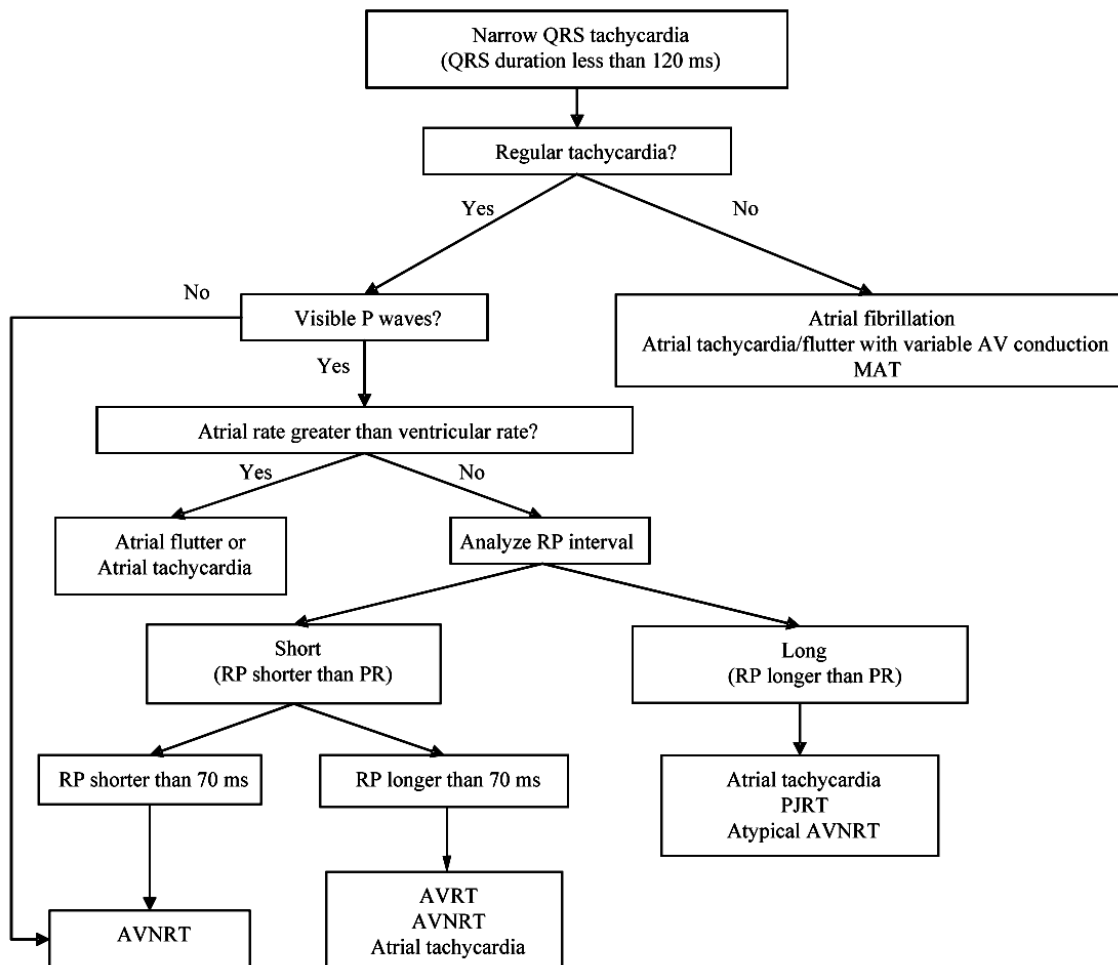 Narrow QRS tachycardia
(QRS duration less than 120 ms)
Regular tachycardia?
Yes
No
No
Visible P waves?
Atrial fibrillation
Atrial tachycardia/flutter with variable AV conduction
MAT
Yes
Atrial rate greater than ventricular rate?
Yes
No
Atrial flutter or
Atrial tachycardia
Analyze RP interval
Short
(RP shorter than PR)
Long
(RP longer than PR)
RP shorter than 70 ms
RP longer than 70 ms
Atrial tachycardia
PJRT
Atypical AVNRT
AVNRT
AVRT
AVNRT
Atrial tachycardia